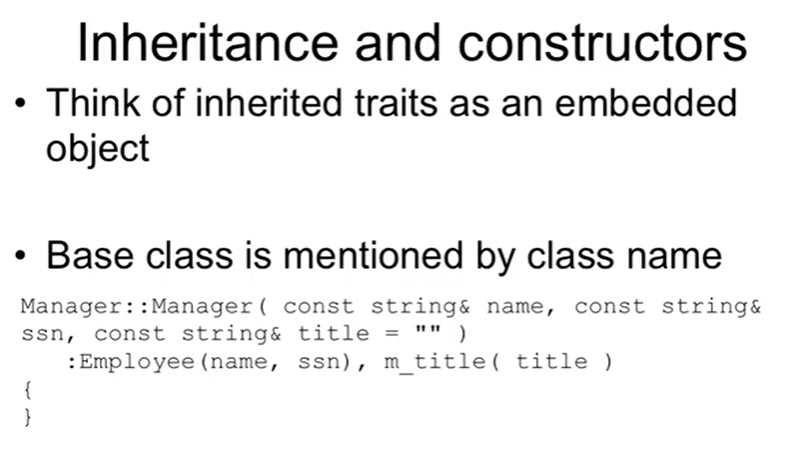 Inheritance and constructors
• Think of inherited traits as an embedded
object
• Base class is mentioned by class name
Manager::Manager( const string& name, const string&
ssn, const string& title = "" )
:Employee(name, ssn), m_title( title )
{
}